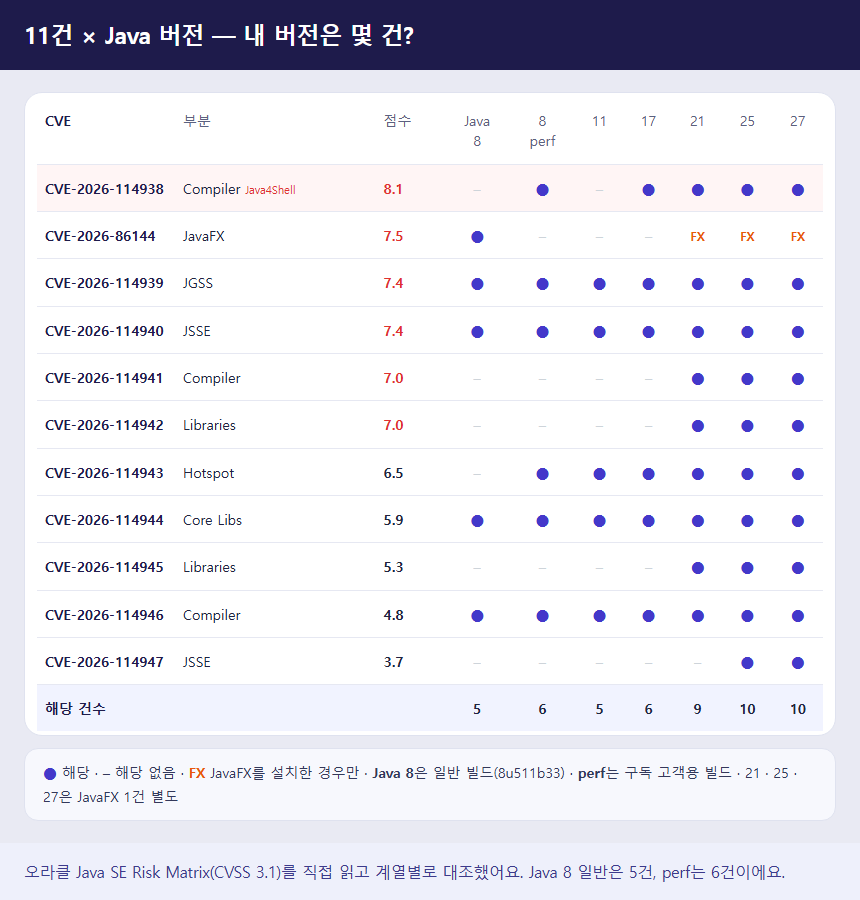 11건 × Java 버전 — 내 버전은 몇 건?
CVE 부분 점수 Java 8 8 perf 11 17 21 25 27
CVE-2026-114938 Compiler Java4Shell 8.1 – ● – ● ● ● ●
CVE-2026-86144 JavaFX 7.5 ● – – – FX FX FX
CVE-2026-114939 JGSS 7.4 ● ● ● ● ● ● ●
CVE-2026-114940 JSSE 7.4 ● ● ● ● ● ● ●
CVE-2026-114941 Compiler 7.0 – – – – ● ● ●
CVE-2026-114942 Libraries 7.0 – – – – ● ● ●
CVE-2026-114943 Hotspot 6.5 – ● ● ● ● ● ●
CVE-2026-114944 Core Libs 5.9 ● ● ● ● ● ● ●
CVE-2026-114945 Libraries 5.3 – – – – ● ● ●
CVE-2026-114946 Compiler 4.8 ● ● ● ● ● ● ●
CVE-2026-114947 JSSE 3.7 – – – – – ● ●
해당 건수 5 6 5 6 9 10 10
● 해당 · – 해당 없음 · FX JavaFX를 설치한 경우만 · Java 8은 일반 빌드(8u511b33) · perf는 구독 고객용 빌드 · 21 · 25 ·
27은 JavaFX 1건 별도
오라클 Java SE Risk Matrix(CVSS 3.1)를 직접 읽고 계열별로 대조했어요. Java 8 일반은 5건, perf는 6건이에요.